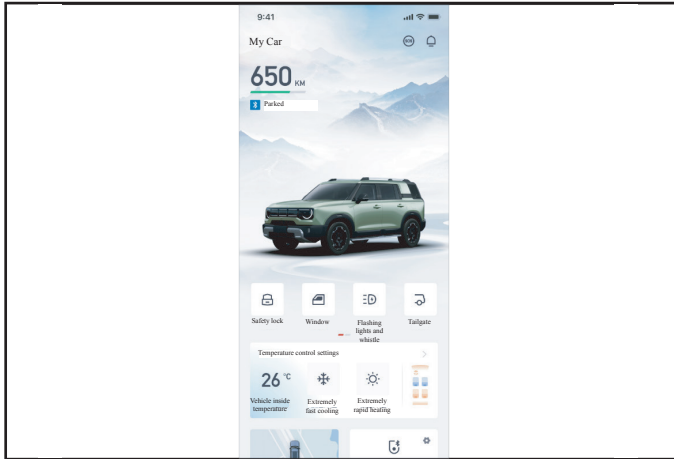 9:41
My Car
SOS
650 KM
Parked
Safety lock
Window
Flashing
lights and
whistle
Tailgate
Temperature control settings
26 °C
Vehicle inside
temperature
Extremely
fast cooling
Extremely
rapid heating